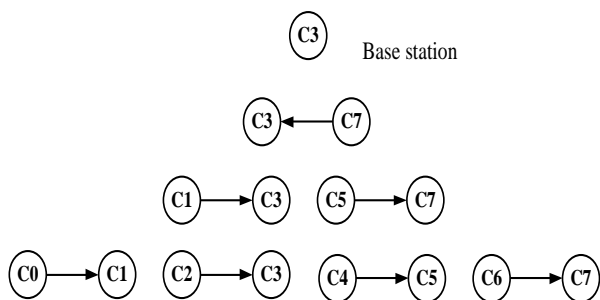 C3
Base station
C3 C7
C1 C3 C5 C7
C0 C1 C2 C3 C4 C5 C6 C7